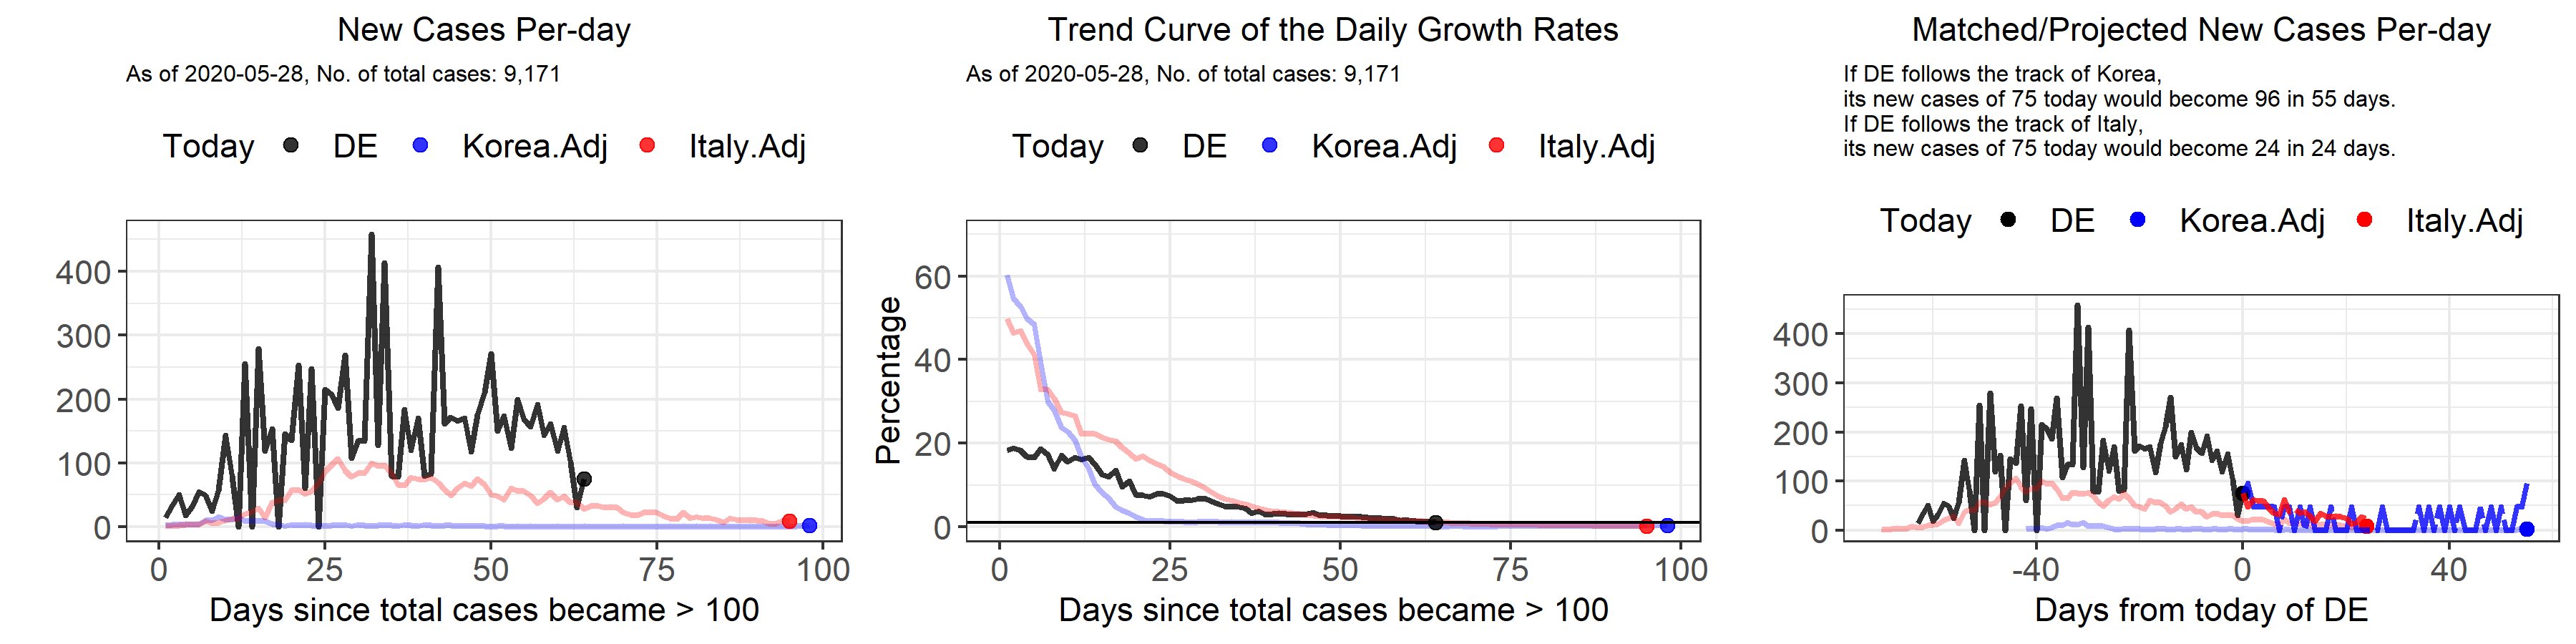 New Cases Per-day
As of 2020-05-28, No. of total cases: 9,171
Today DE Korea.Adj Italy.Adj
400
300
200
100
0
0 25 50 75 100
Days since total cases became > 100
Trend Curve of the Daily Growth Rates
As of 2020-05-28, No. of total cases: 9,171
Today DE Korea.Adj Italy.Adj
Percentage
60
40
20
0
0 25 50 75 100
Days since total cases became > 100
Matched/Projected New Cases Per-day
If DE follows the track of Korea,
its new cases of 75 today would become 96 in 55 days.
If DE follows the track of Italy,
its new cases of 75 today would become 24 in 24 days.
Today DE Korea.Adj Italy.Adj
400
300
200
100
0
-40 0 40
Days from today of DE